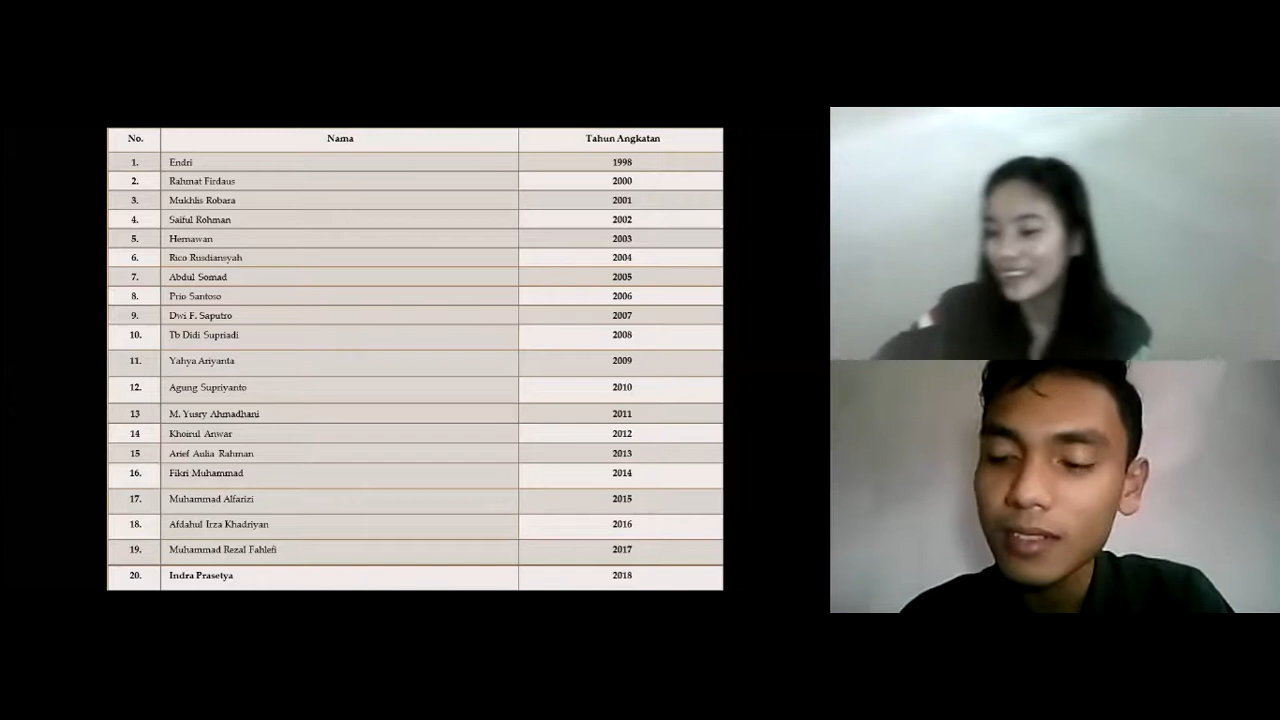 No. Nama Tahun Angkatan
1. Endri 1998
2. Rahmat Firdaus 2000
3. Mukhlis Robara 2001
4. Saiful Rohman 2002
5. Hernawan 2003
6. Rico Rusdiansyah 2004
7. Abdul Somad 2005
8. Prio Santoso 2006
9. Dwi F. Saputro 2007
10. Tb Didi Supriadi 2008
11. Yahya Ariyanta 2009
12. Agung Supriyanto 2010
13 M. Yusry Ahmadhani 2011
14 Khoirul Anwar 2012
15 Arief Aulia Rahman 2013
16. Fikri Muhammad 2014
17. Muhammad Alfarizi 2015
18. Afdahul Irza Khadriyan 2016
19. Muhammad Rezal Fahlefi 2017
20. Indra Prasetya 2018